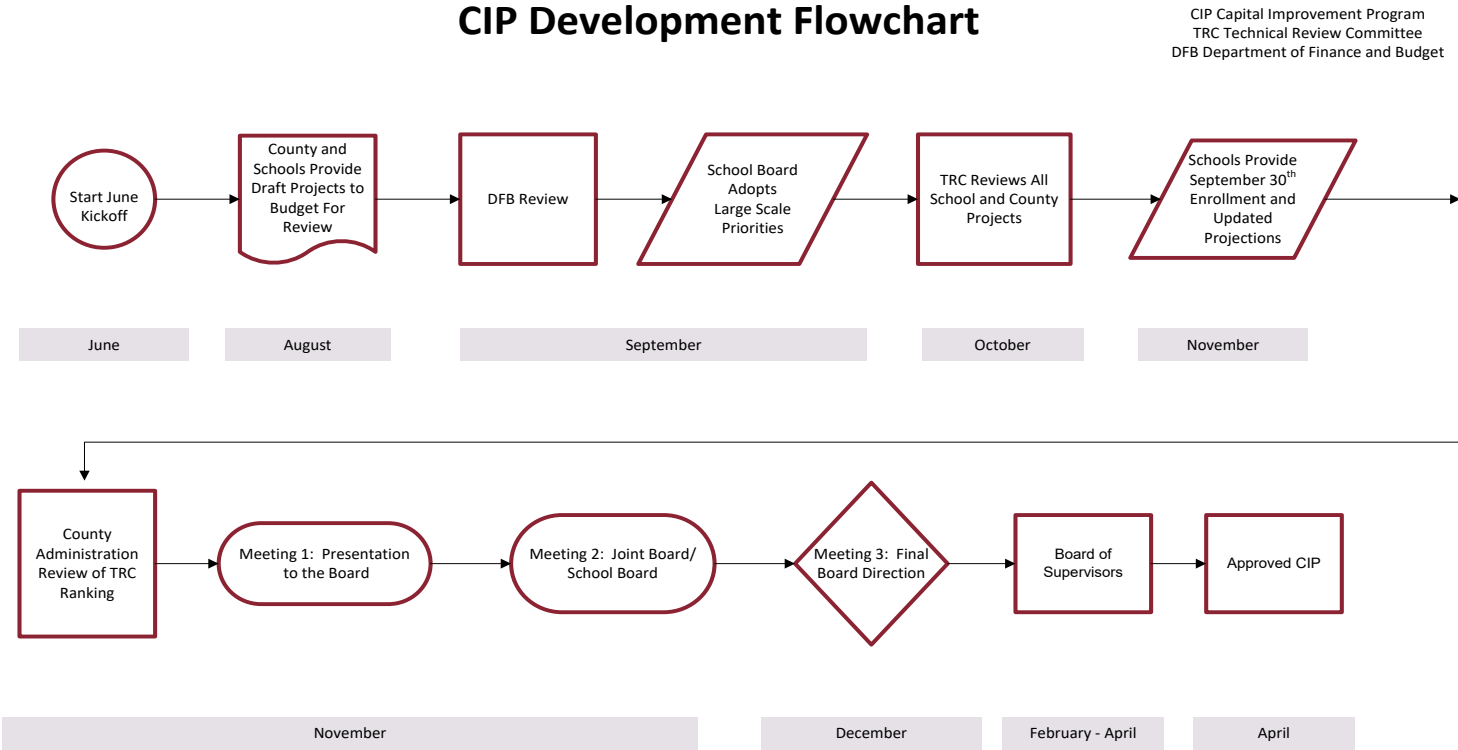 CIP Development Flowchart
CIP Capital Improvement Program
TRC Technical Review Committee
DFB Department of Finance and Budget
Start June
Kickoff
County and
Schools Provide
Draft Projects to
Budget For
Review
DFB Review
School Board
Adopts
Large Scale
Priorities
TRC Reviews All
School and County
Projects
Schools Provide
September 30th
Enrollment and
Updated
Projections
June
August
September
October
November
County
Administration
Review of TRC
Ranking
Meeting 1: Presentation
to the Board
Meeting 2: Joint Board/
School Board
Meeting 3: Final
Board Direction
Board of
Supervisors
Approved CIP
November
December
February - April
April